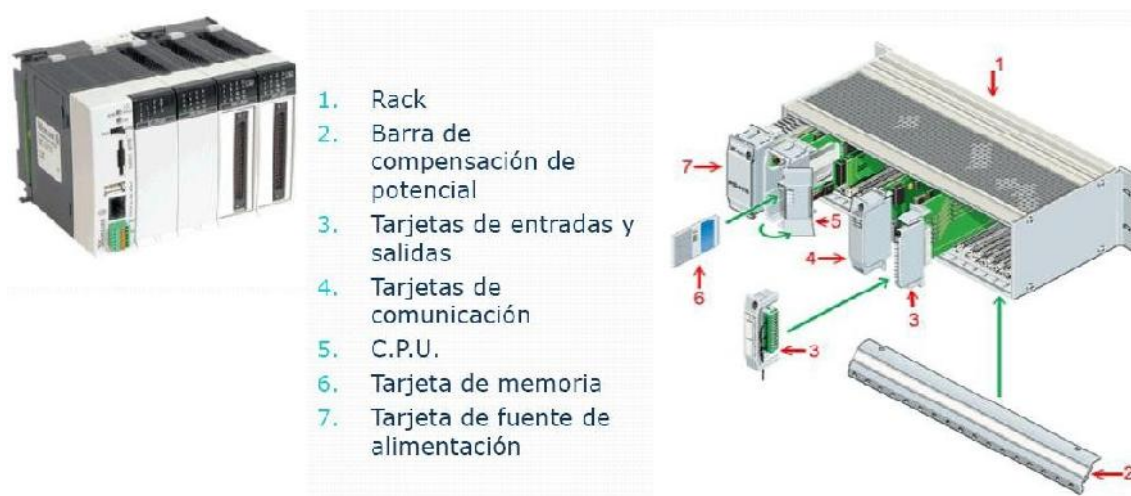 1. Rack
2. Barra de
compensación de
potencial
3. Tarjetas de entradas y
salidas
4. Tarjetas de
comunicación
5. C.P.U.
6. Tarjeta de memoria
7. Tarjeta de fuente de
alimentación
1
7
5
4
6
3
3
2